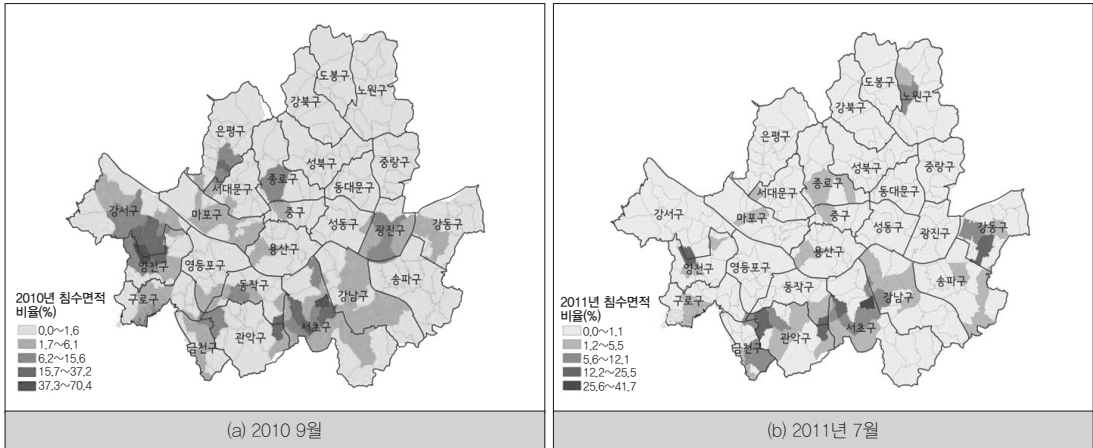 도봉구
노원구
강북구
은평구
성북구
중랑구
종로구
서대문구
동대문구
강서구
마포구
중구
성동구
광진구
강동구
용산구
양천구
영등포구
동작구
강남구
송파구
구로구
서초구
관악구
금천구
2010년 침수면적
비율(%)
0.0~1.6
1.7~6.1
6.2~15.6
15.7~37.2
37.3~70.4
(a) 2010 9월
도봉구
노원구
강북구
은평구
성북구
중랑구
종로구
서대문구
동대문구
강서구
마포구
중구
성동구
광진구
강동구
용산구
양천구
영등포구
송파구
동작구
강남구
구로구
서초구
관악구
금천구
2011년 침수면적
비율(%)
0.0~1.1
1.2~5.5
5.6~12.1
12.2~25.5
25.6~41.7
(b) 2011년 7월